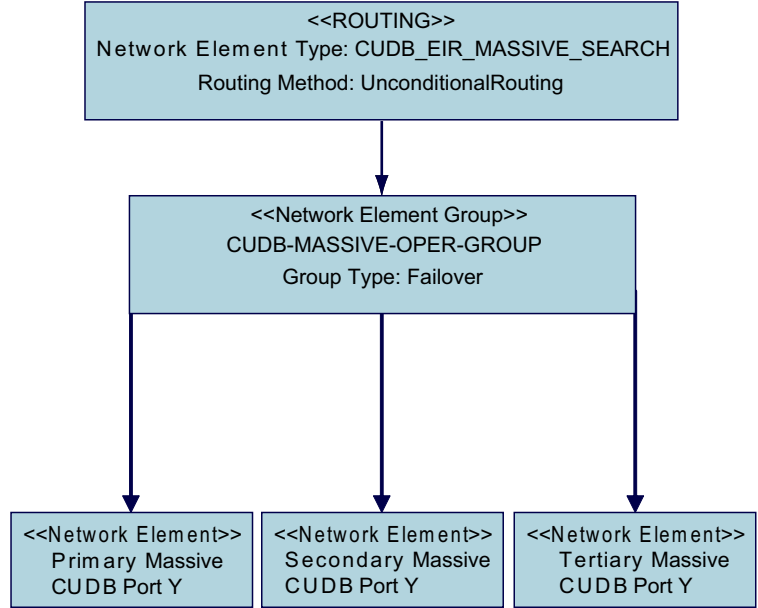 <<ROUTING>>
Network Element Type: CUDB_EIR_MASSIVE_SEARCH
Routing Method: UnconditionalRouting
<<Network Element Group>>
CUDB-MASSIVE-OPER-GROUP
Group Type: Failover
<<Network Element>>
Primary Massive
CUDB Port Y
<<Network Element>>
Secondary Massive
CUDB Port Y
<<Network Element>>
Tertiary Massive
CUDB Port Y